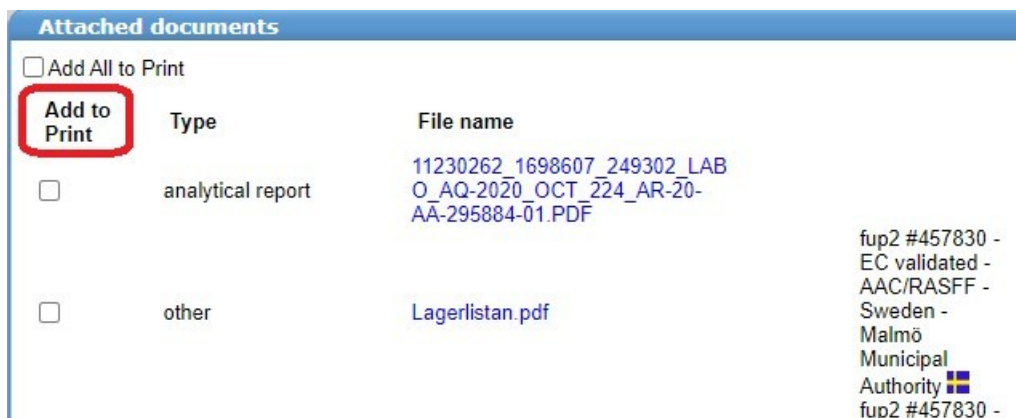 Attached documents
Add All to Print
Add to
Print
Type
File name
analytical report
11230262_1698607_249302_LAB
O_AQ-2020_OCT_224_AR-20-
AA-295884-01.PDF
other
Lagerlistan.pdf
fup2 #457830 -
EC validated -
AAC/RASFF -
Sweden -
Malmö
Municipal
Authority
fup2 #457830 -